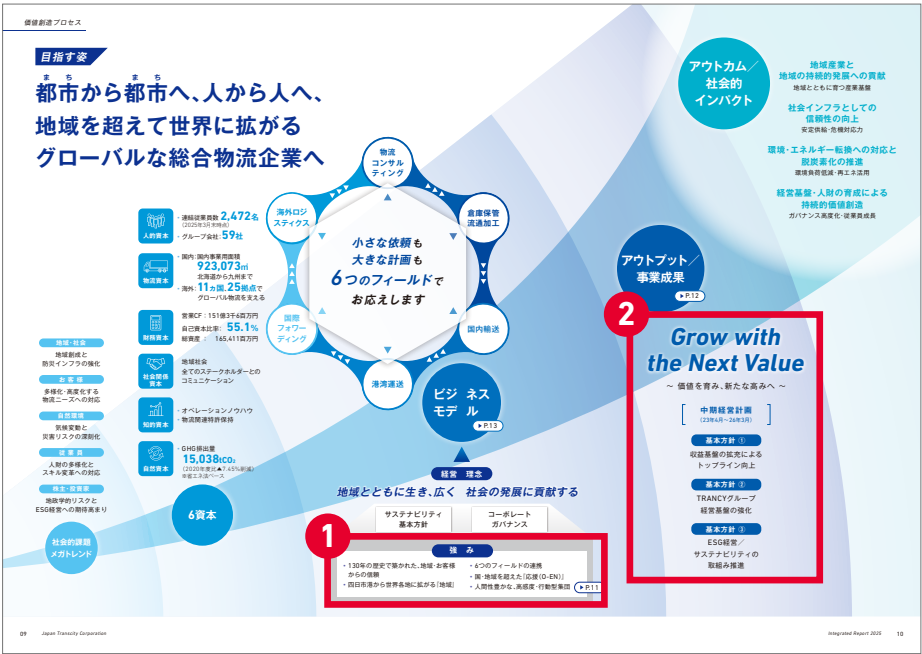 価値創造プロセス
目指す姿
都市から都市へ、人から人へ、
地域を超えて世界に拡がる
グローバルな総合物流企業へ
まち
まち
アウトカム／
社会的
インパクト
地域産業と
地域の持続的発展への貢献
地域とともに育つ産業基盤
社会インフラとしての
信頼性の向上
安定供給・危機対応力
環境・エネルギー転換への対応と
脱炭素化の推進
環境負荷低減・再エネ活用
経営基盤・人財の育成による
持続的価値創造
ガバナンス高度化・従業員成長
物流
コンサル
ティング
海外ロジ
スティクス
倉庫保管
流通加工
小さな依頼も
大きな計画も
6つのフィールドで
お応えします
国際
フォワー
ディング
国内輸送
港湾運送
人的資本
・連結従業員数 2,472名
（2025年3月末時点）
・グループ会社：59社
物流資本
・国内：国内事業用面積
923,073㎡
北海道から九州まで
・海外：11カ国、25拠点で
グローバル物流を支える
財務資本
営業CF：151億3千6百万円
自己資本比率：55.1%
総資産：165,411百万円
社会関係
資本
地域社会
全てのステークホルダーとの
コミュニケーション
知的資本
・オペレーションノウハウ
・物流関連特許保持
自然資本
・GHG排出量
15,038tCO₂
（2020年度比▲7.45%削減）
※省エネ法ベース
6資本
地域・社会
地域創成と
防災インフラの強化
お客様
多様化・高度化する
物流ニーズへの対応
自然環境
気候変動と
災害リスクの深刻化
従業員
人財の多様化と
スキル変革への対応
株主・投資家
地政学的リスクと
ESG経営への期待高まり
社会的課題
メガトレンド
ビジネス
モデル
▶P.13
経営 理念
地域とともに生き、広く 社会の発展に貢献する
サステナビリティ
基本方針
コーポレート
ガバナンス
1
強 み
・130年の歴史で築かれた、地域・お客様
からの信頼
・四日市港から世界各地に拡がる「地域」
・6つのフィールドの連携
・国・地域を超えた「応援（O-EN）」
・人間性豊かな、高感度・行動型集団
▶P.11
アウトプット／
事業成果
▶P.12
2
Grow with
the Next Value
～ 価値を育み、新たな高みへ ～
中期経営計画
（23年4月～26年3月）
基本方針 ①
収益基盤の拡充による
トップライン向上
基本方針 ②
TRANCYグループ
経営基盤の強化
基本方針 ③
ESG経営／
サステナビリティの
取組み推進
09 Japan Transcity Corporation
Integrated Report 2025 10